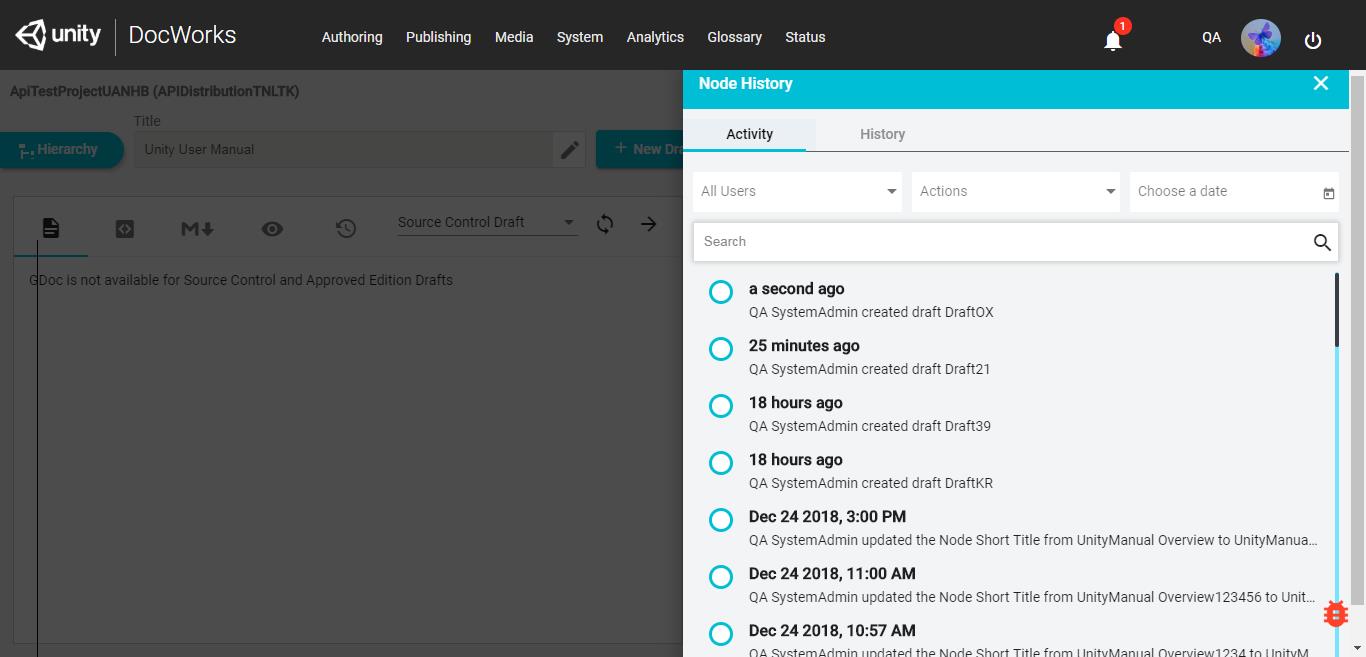 unity DocWorks Authoring Publishing Media System Analytics Glossary Status 1 QA
ApiTestProjectUANHB (APIDistributionTNLTK)
Title
Hierarchy
Unity User Manual
+ New Dra
M
Source Control Draft
GDoc is not available for Source Control and Approved Edition Drafts
Node History
Activity History
All Users Actions Choose a date
Search
a second ago
QA SystemAdmin created draft DraftOX
25 minutes ago
QA SystemAdmin created draft Draft21
18 hours ago
QA SystemAdmin created draft Draft39
18 hours ago
QA SystemAdmin created draft DraftKR
Dec 24 2018, 3:00 PM
QA SystemAdmin updated the Node Short Title from UnityManual Overview to UnityManua...
Dec 24 2018, 11:00 AM
QA SystemAdmin updated the Node Short Title from UnityManual Overview123456 to Unit...
Dec 24 2018, 10:57 AM
QA SystemAdmin updated the Node Short Title from UnityManual Overview1234 to UnityM...